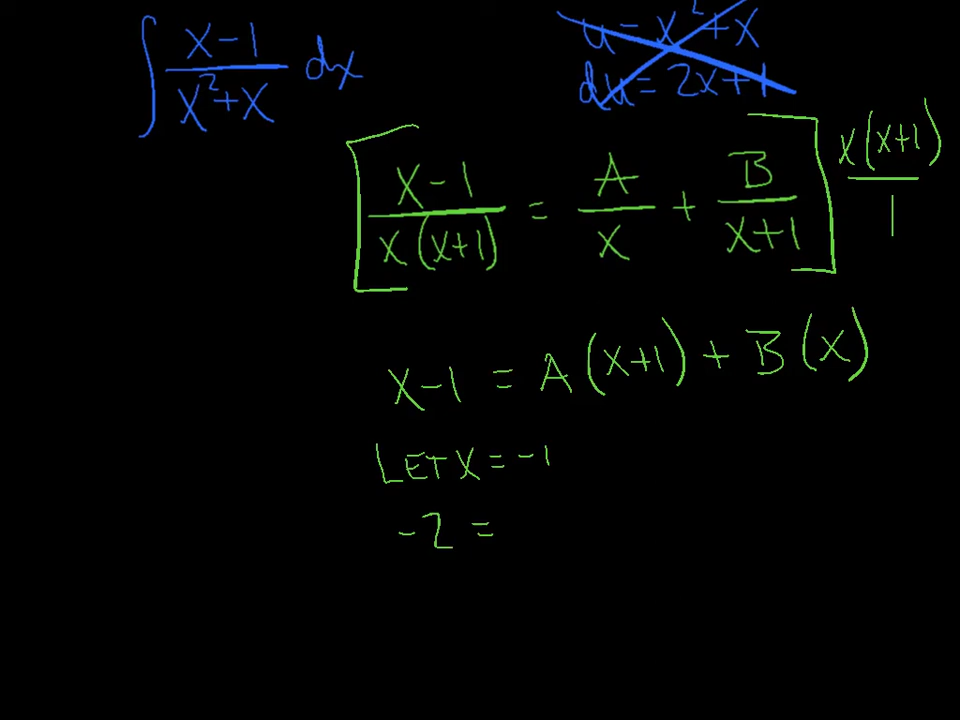 ∫ (x-1)/(x²+x) dx
u = x²+x
du = 2x+1
[ (x-1)/(x(x+1)) = A/x + B/(x+1) ] x(x+1)/1
x-1 = A(x+1) + B(x)
LET x = -1
-2 =